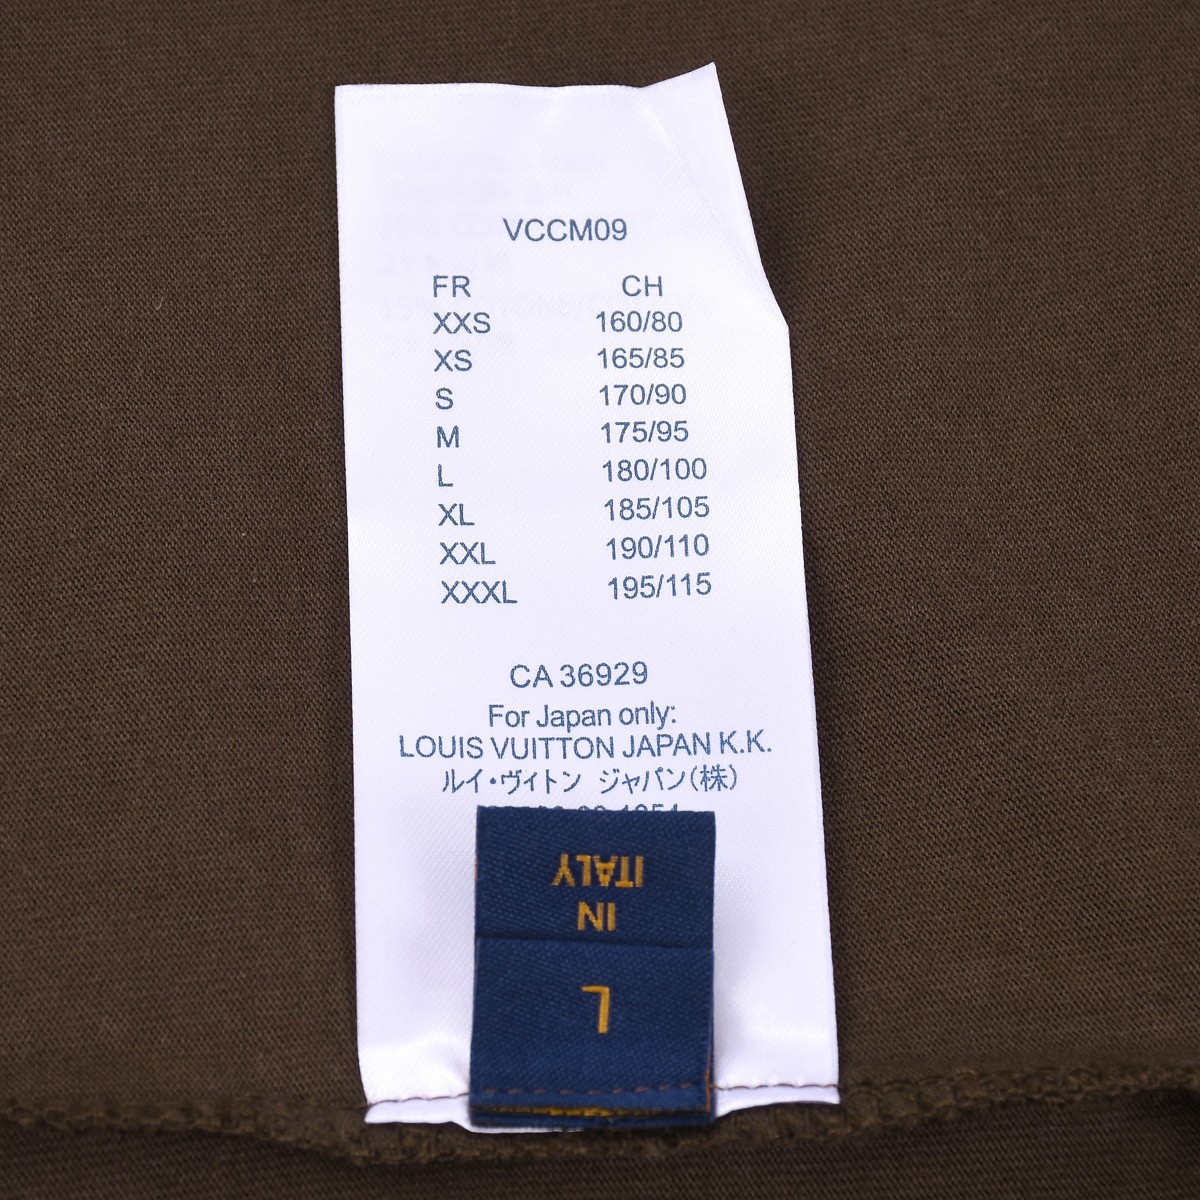 VCCM09
FR CH
XXS 160/80
XS 165/85
S 170/90
M 175/95
L 180/100
XL 185/105
XXL 190/110
XXXL 195/115
CA 36929
For Japan only:
LOUIS VUITTON JAPAN K.K.
ルイ・ヴィトン ジャパン(株)
ITALY
IN
L